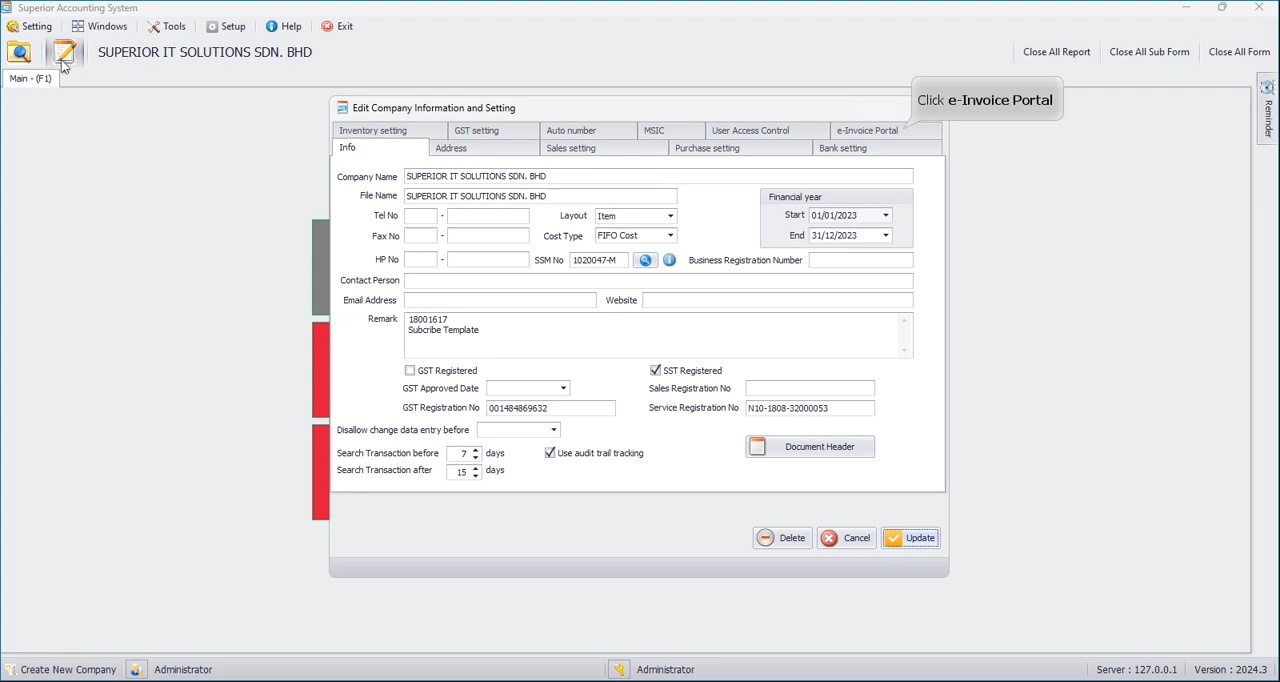 Superior Accounting System
Setting Windows Tools Setup Help Exit
SUPERIOR IT SOLUTIONS SDN. BHD
Close All Report Close All Sub Form Close All Form
Main - (F1)
Reminder
Click e-Invoice Portal
Edit Company Information and Setting
Inventory setting GST setting Auto number MSIC User Access Control e-Invoice Portal
Info Address Sales setting Purchase setting Bank setting
Company Name SUPERIOR IT SOLUTIONS SDN. BHD
File Name SUPERIOR IT SOLUTIONS SDN. BHD
Financial year
Tel No - Layout Item Start 01/01/2023
Fax No - Cost Type FIFO Cost End 31/12/2023
HP No - SSM No 1020047-M Business Registration Number
Contact Person
Email Address Website
Remark 18001617
Subcribe Template
GST Registered SST Registered
GST Approved Date Sales Registration No
GST Registration No 001484869632 Service Registration No N10-1808-32000053
Disallow change data entry before
Search Transaction before 7 days Use audit trail tracking Document Header
Search Transaction after 15 days
Delete Cancel Update
Create New Company Administrator Administrator Server : 127.0.0.1 Version : 2024.3